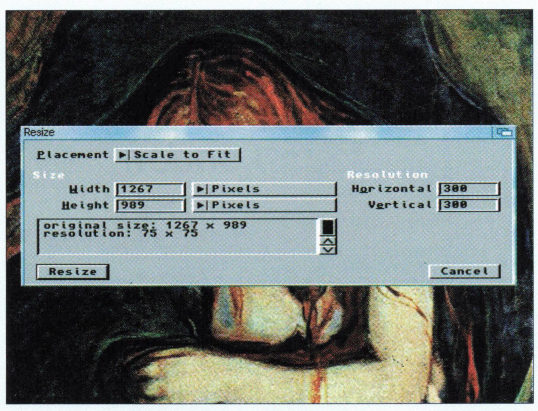 Resize
Placement Scale to Fit
Size
Resolution
Width 1267 Pixels
Horizontal 300
Height 989 Pixels
Vertical 300
original size: 1267 x 989
resolution: 75 x 75
Resize
Cancel